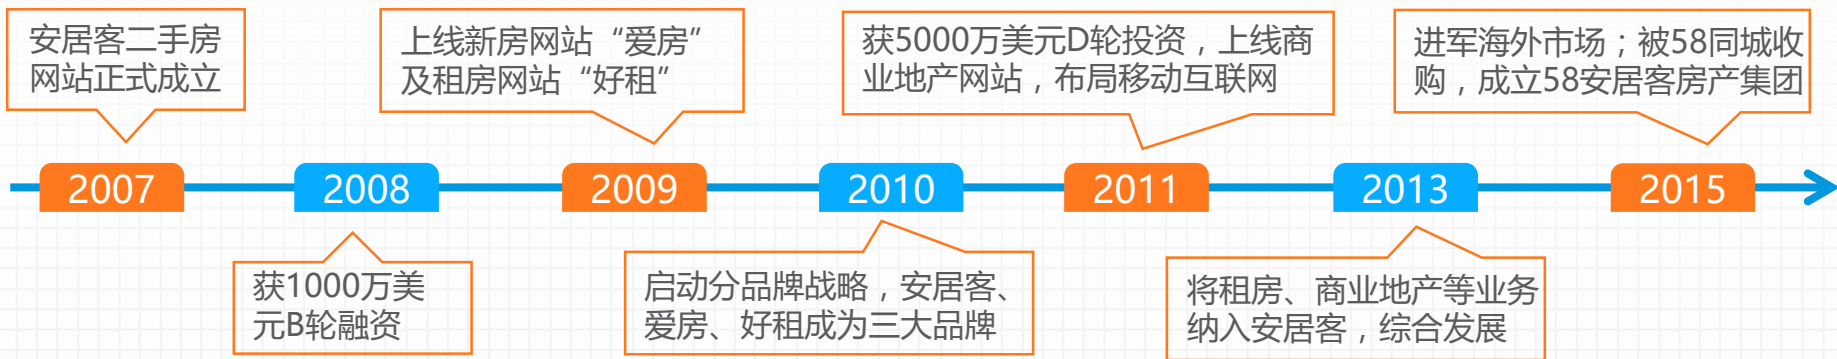 安居客二手房
网站正式成立
上线新房网站“爱房”
及租房网站“好租”
获5000万美元D轮投资，上线商
业地产网站，布局移动互联网
进军海外市场；被58同城收
购，成立58安居客房产集团
2007
2008
2009
2010
2011
2013
2015
获1000万美
元B轮融资
启动分品牌战略，安居客、
爱房、好租成为三大品牌
将租房、商业地产等业务
纳入安居客，综合发展